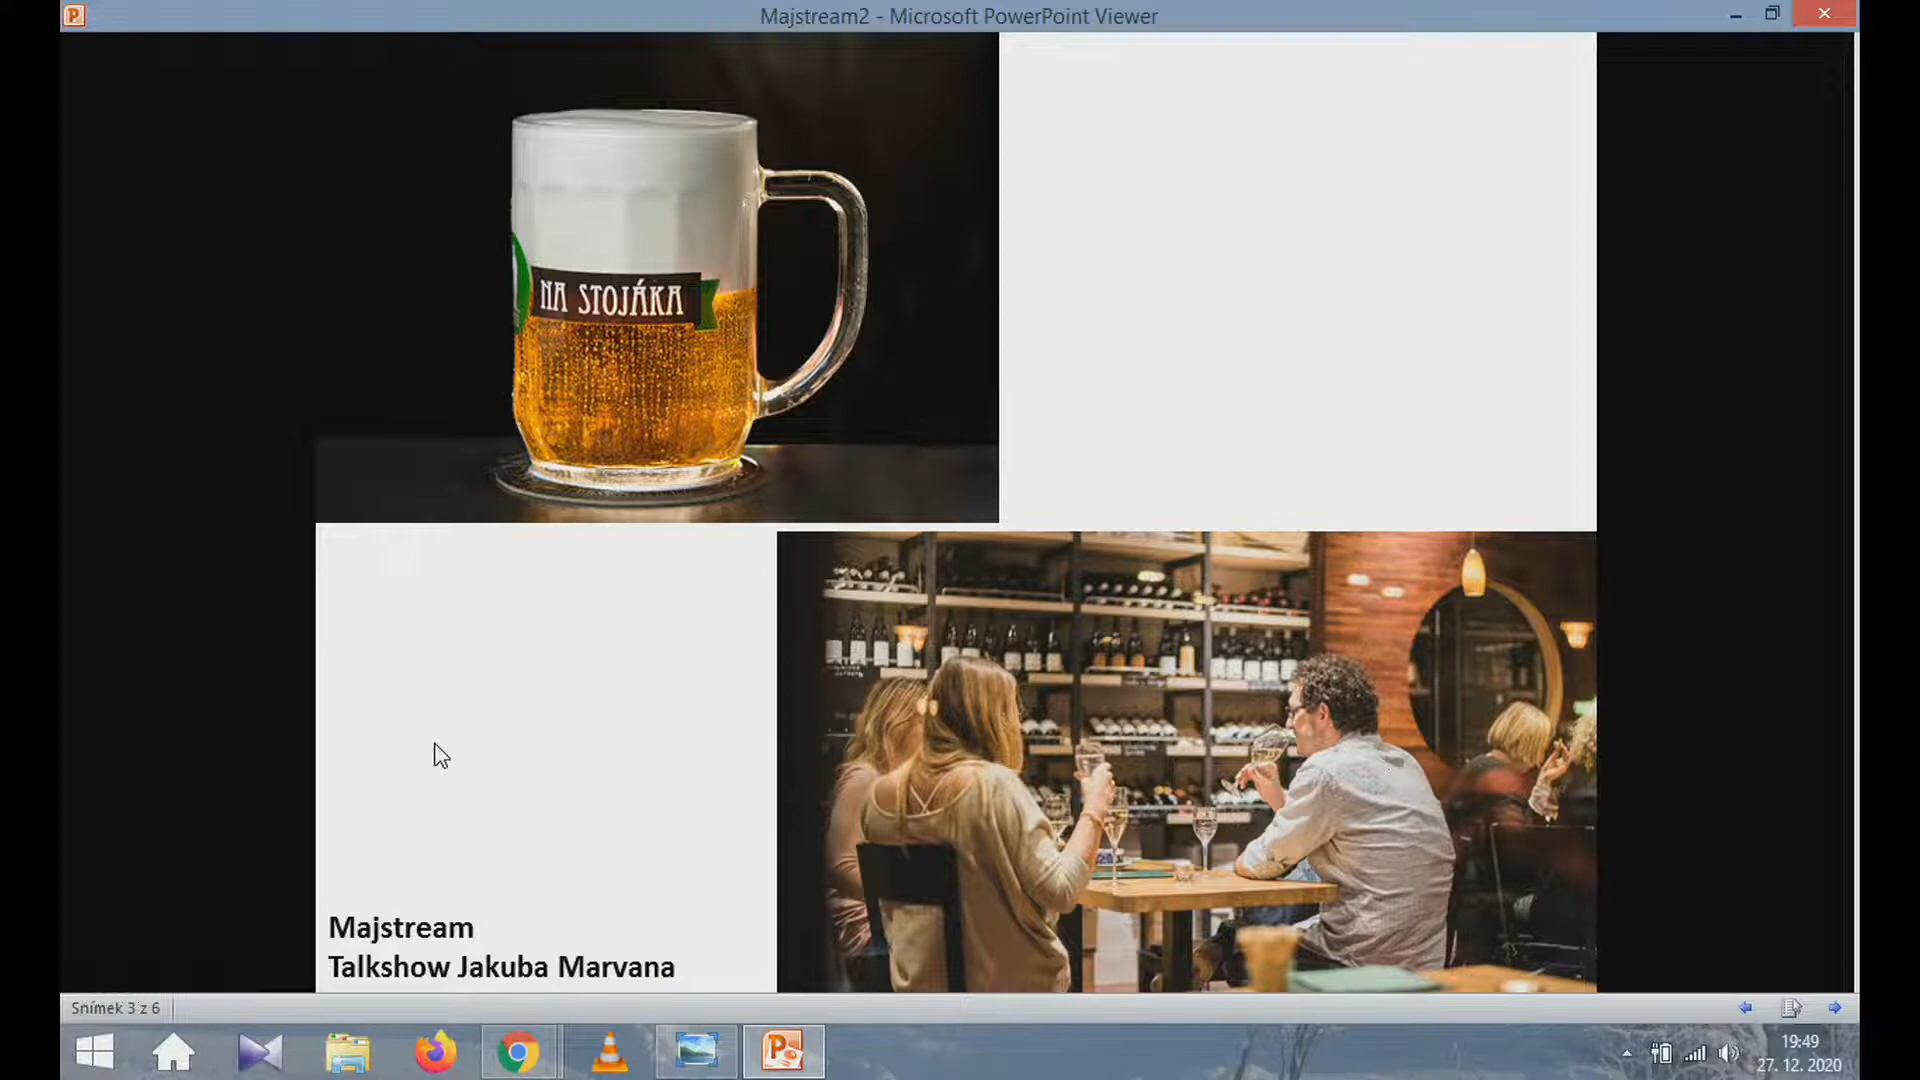 Majstream2 - Microsoft PowerPoint Viewer
NA STOJÁKA
Majstream
Talkshow Jakuba Marvana
Snímek 3 z 6
19:49
27. 12. 2020